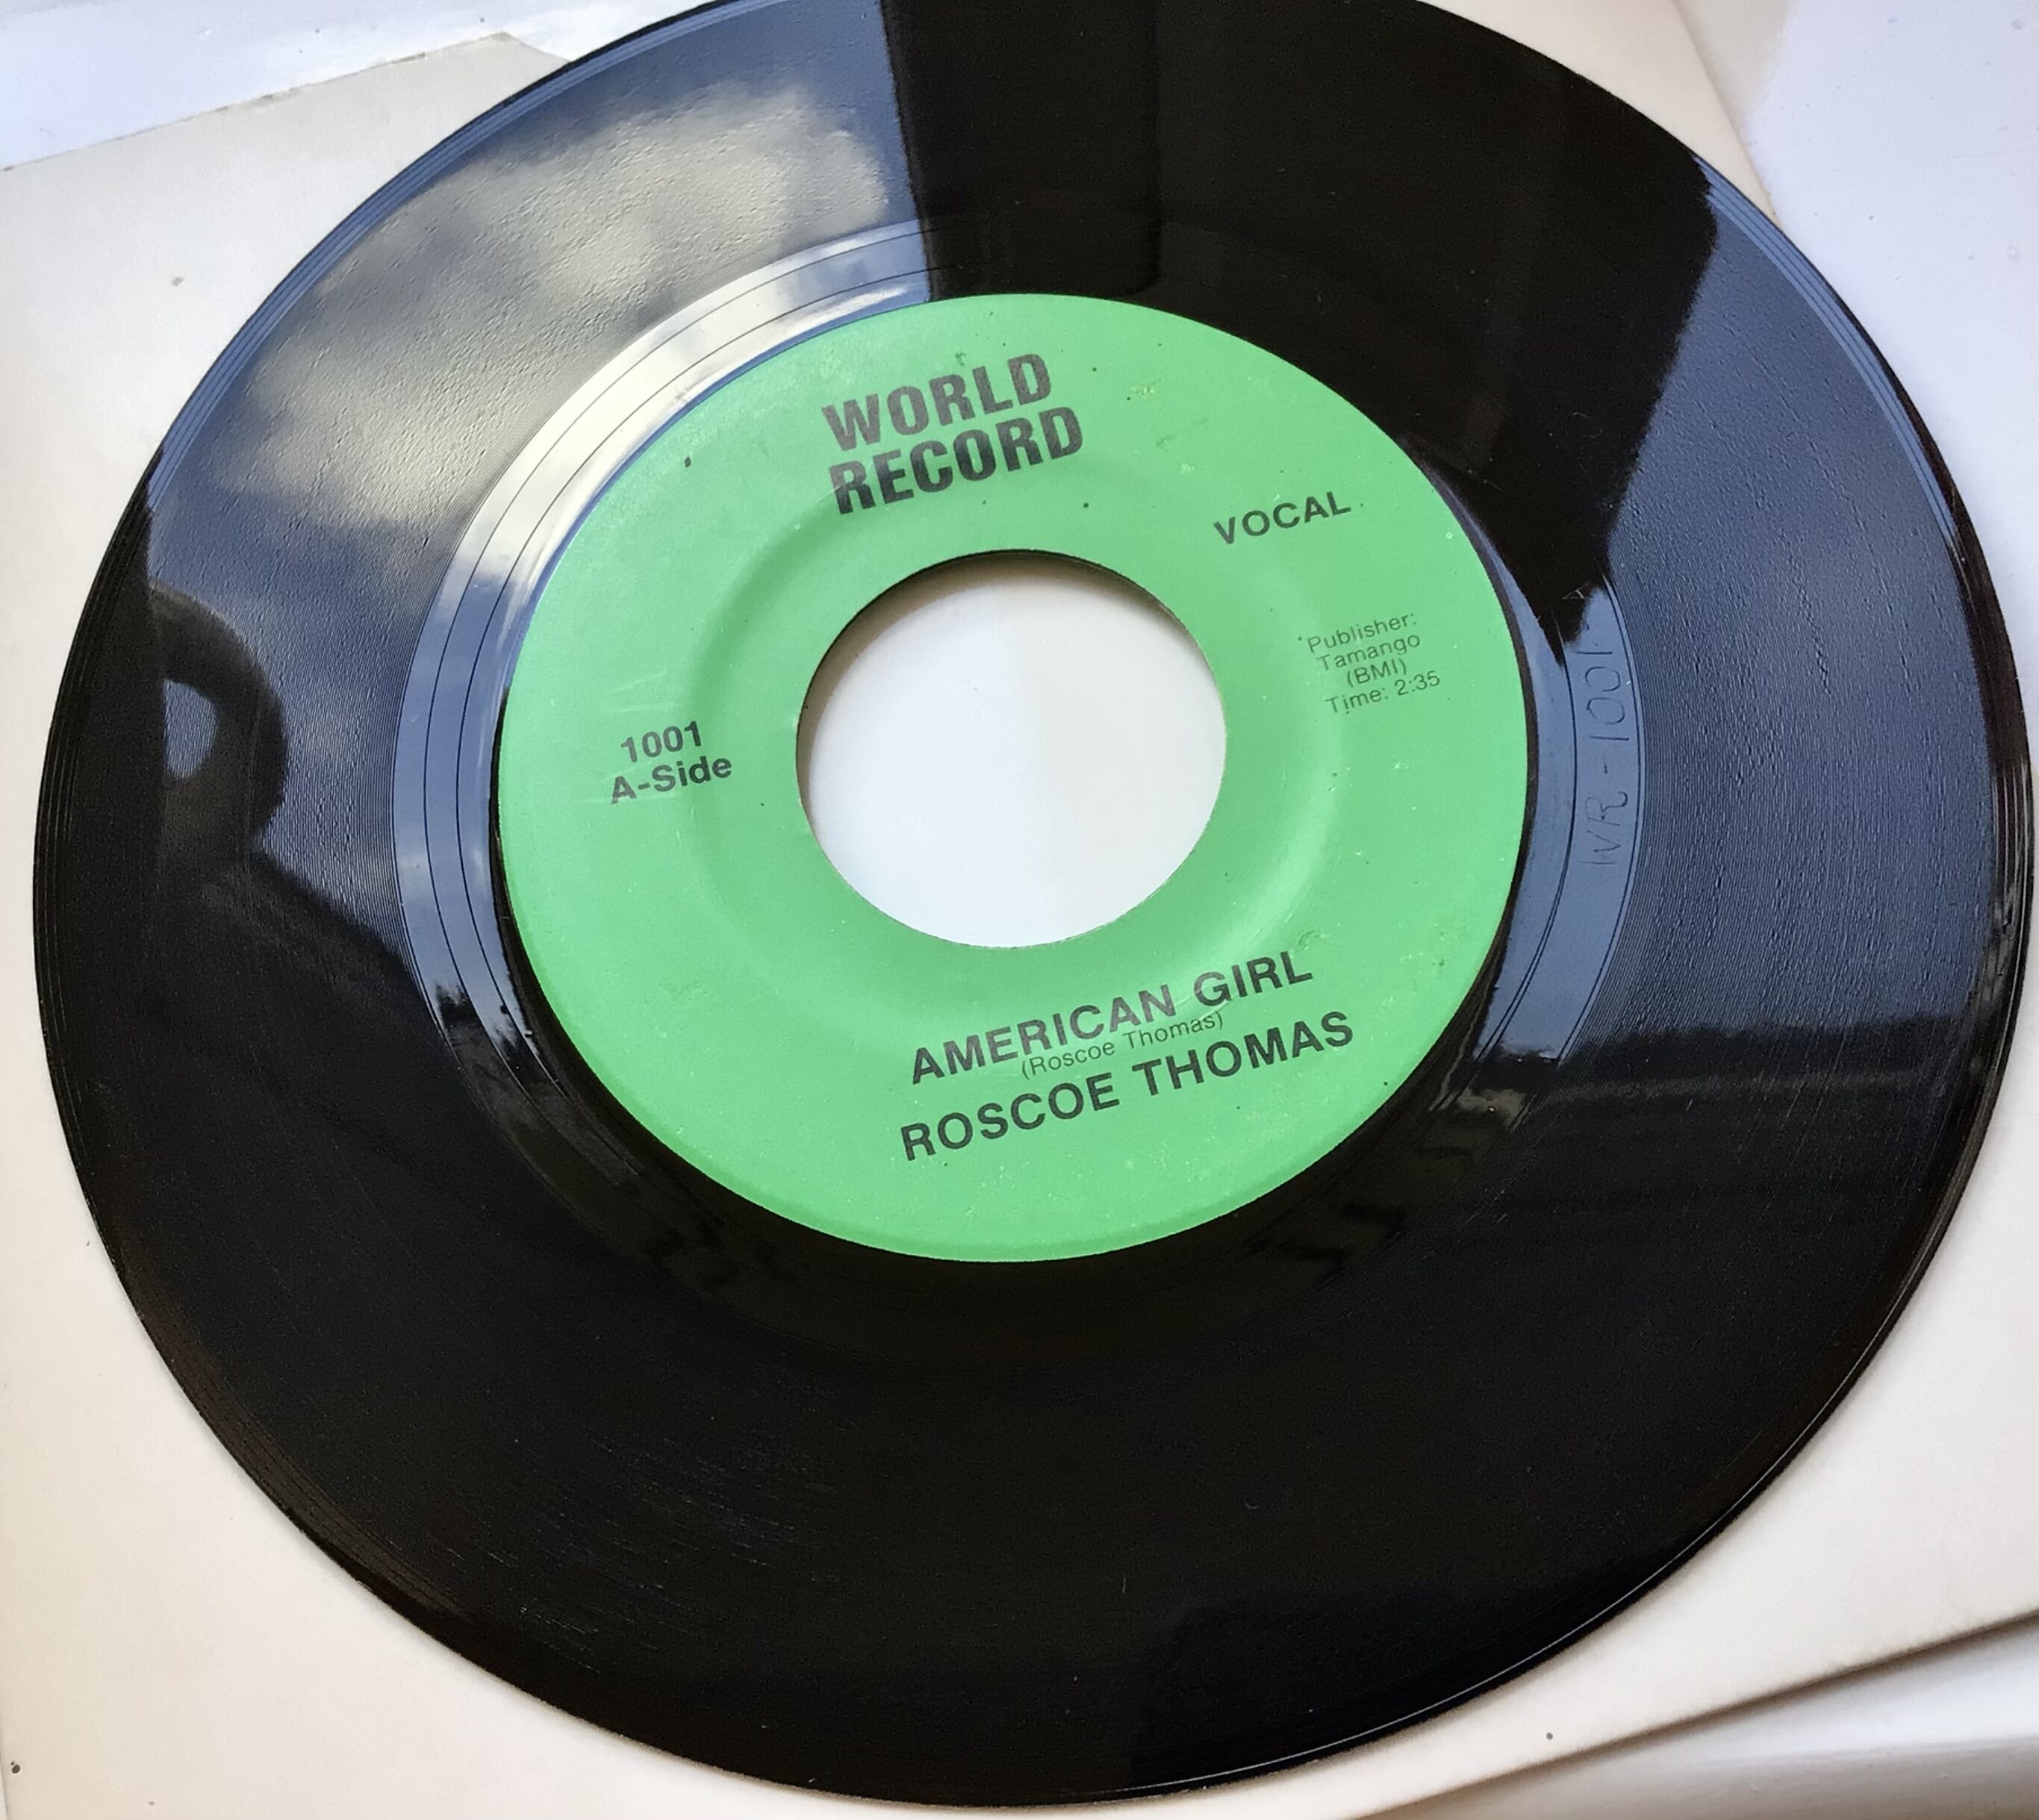 WORLD
RECORD
VOCAL
Publisher:
Tamango
(BMI)
Time: 2:35
1001
A-Side
AMERICAN GIRL
(Roscoe Thomas)
ROSCOE THOMAS
WR-1001